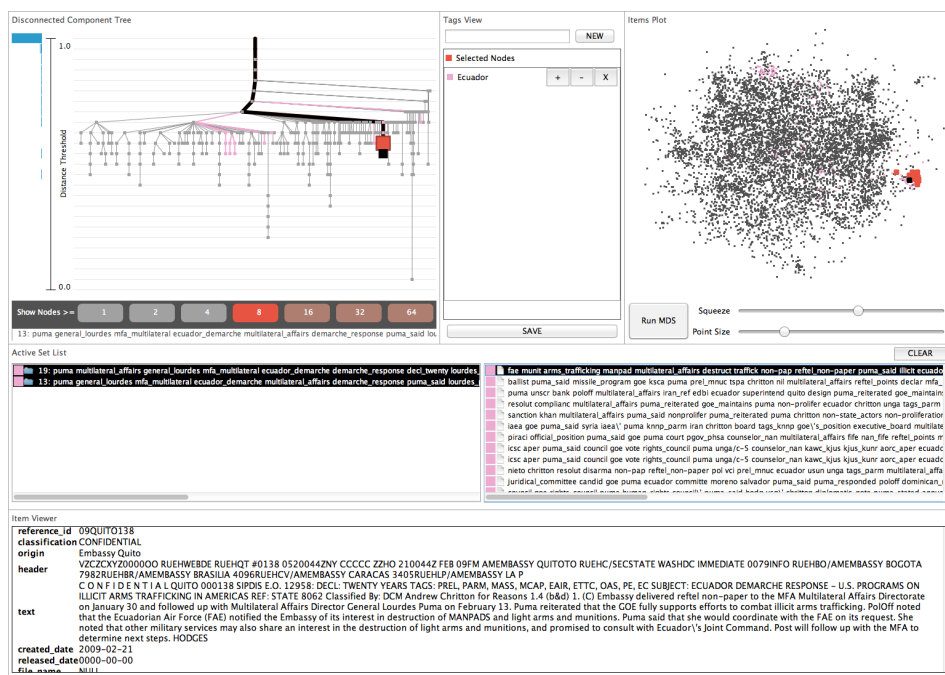 Disconnected Component Tree
1.0
Distance Threshold
0.0
Show Nodes >= 1 2 4 8 16 32 64
13: puma general_lourdes mfa_multilateral ecuador_demarche multilateral_affairs demarche_response puma_said lou
Tags View
NEW
Selected Nodes
Ecuador + - X
SAVE
Items Plot
Run MDS
Squeeze
Point Size
Active Set List
CLEAR
19: puma multilateral_affairs general_lourdes mfa_multilateral ecuador_demarche demarche_response decl_twenty lourdes_
13: puma general_lourdes mfa_multilateral ecuador_demarche multilateral_affairs demarche_response puma_said lourdes_
fae munit arms_trafficking manpad multilateral_affairs destruct traffick non-pap reftel_non-paper puma_said illicit ecuado
ballist puma_said missile_program goe ksca puma prel_mnuc tspa chritton nil multilateral_affairs reftel_points declar mfa_
puma unscr bank poloff multilateral_affairs iran_ref edbi ecuador superintend quito design puma_reiterated goe_maintains
resolut complianc multilateral_affairs puma_reiterated goe_maintains puma non-prolifer ecuador chritton unga tags_parm
sanction khan multilateral_affairs puma_said nonprolifer puma_reiterated puma chritton non-state_actors non-proliferation
iaea goe puma_said syria iaea\' puma knnp_parm iran chritton board tags_knnp goe\'s_position executive_board multilate
piraci official_position puma_said goe puma court pgov_phsa counselor_nan multilateral_affairs fife nan_fife reftel_points m
icsc aper puma_said council goe vote rights_council puma unga/c-5 counselor_nan kawc_kjus kjus_kunr aorc_aper ecuado
icsc aper puma_said council goe vote rights_council puma unga/c-5 counselor_nan kawc_kjus kjus_kunr aorc_aper ecuado
nieto chritton resolut disarma non-pap reftel_non-paper pol vci prel_mnuc ecuador usun unga tags_parm multilateral_affa
juridical_committee candid goe puma ecuador committe moreno salvador puma_said puma_responded poloff dominican_
Item Viewer
reference_id 09QUITO138
classification CONFIDENTIAL
origin Embassy Quito
header VZCZCXYZ0000OO RUEHWEBDE RUEHQT #0138 0520044ZNY CCCCC ZZHO 210044Z FEB 09FM AMEMBASSY QUITOTO RUEHC/SECSTATE WASHDC IMMEDIATE 0079INFO RUEHBO/AMEMBASSY BOGOTA
7982RUEHBR/AMEMBASSY BRASILIA 4096RUEHCV/AMEMBASSY CARACAS 3405RUEHLP/AMEMBASSY LA P
C O N F I D E N T I A L QUITO 000138 SIPDIS E.O. 12958: DECL: TWENTY YEARS TAGS: PREL, PARM, MASS, MCAP, EAIR, ETTC, OAS, PE, EC SUBJECT: ECUADOR DEMARCHE RESPONSE - U.S. PROGRAMS ON
ILLICIT ARMS TRAFFICKING IN AMERICAS REF: STATE 8062 Classified By: DCM Andrew Chritton for Reasons 1.4 (b&d) 1. (C) Embassy delivered reftel non-paper to the MFA Multilateral Affairs Directorate
on January 30 and followed up with Multilateral Affairs Director General Lourdes Puma on February 13. Puma reiterated that the GOE fully supports efforts to combat illicit arms trafficking. PolOff noted
text that the Ecuadorian Air Force (FAE) notified the Embassy of its interest in destruction of MANPADS and light arms and munitions. Puma said that she would coordinate with the FAE on its request. She
noted that other military services may also share an interest in the destruction of light arms and munitions, and promised to consult with Ecuador\'s Joint Command. Post will follow up with the MFA to
determine next steps. HODGES
created_date 2009-02-21
released_date 0000-00-00
file_name NULL